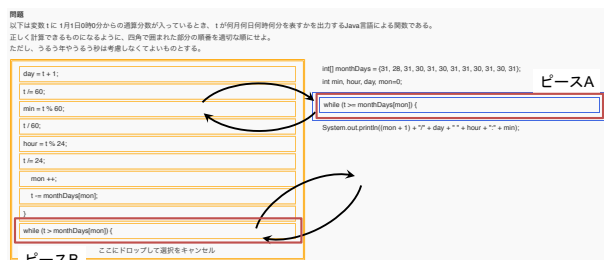 問題
以下は変数 t に 1月1日0時0分からの通算分数が入っているとき、t が何月何日何時何分を表すかを出力するJava言語による関数である。
正しく計算できるものになるように、四角で囲まれた部分の順番を適切な順にせよ。
ただし、うるう年やうるう秒は考慮しなくてよいものとする。
day = t + 1;
t /= 60;
min = t % 60;
t / 60;
hour = t % 24;
t /= 24;
mon ++;
t -= monthDays[mon];
}
while (t > monthDays[mon]) {
ここにドロップして選択をキャンセル
ピースB
int[] monthDays = {31, 28, 31, 30, 31, 30, 31, 31, 30, 31, 30, 31};
int min, hour, day, mon=0;
ピースA
while (t >= monthDays[mon]) {
System.out.println((mon + 1) + "/" + day + " " + hour + ":" + min);